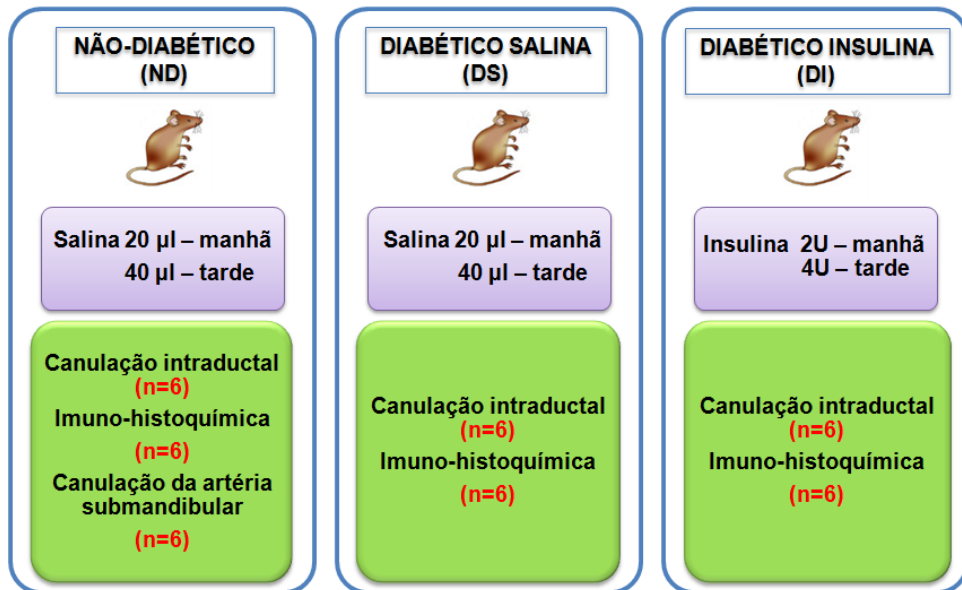 NÃO-DIABÉTICO
(ND)
Salina 20 µl – manhã
40 µl – tarde
Canulação intraductal
(n=6)
Imuno-histoquímica
(n=6)
Canulação da artéria
submandibular
(n=6)
DIABÉTICO SALINA
(DS)
Salina 20 µl – manhã
40 µl – tarde
Canulação intraductal
(n=6)
Imuno-histoquímica
(n=6)
DIABÉTICO INSULINA
(DI)
Insulina 2U – manhã
4U – tarde
Canulação intraductal
(n=6)
Imuno-histoquímica
(n=6)